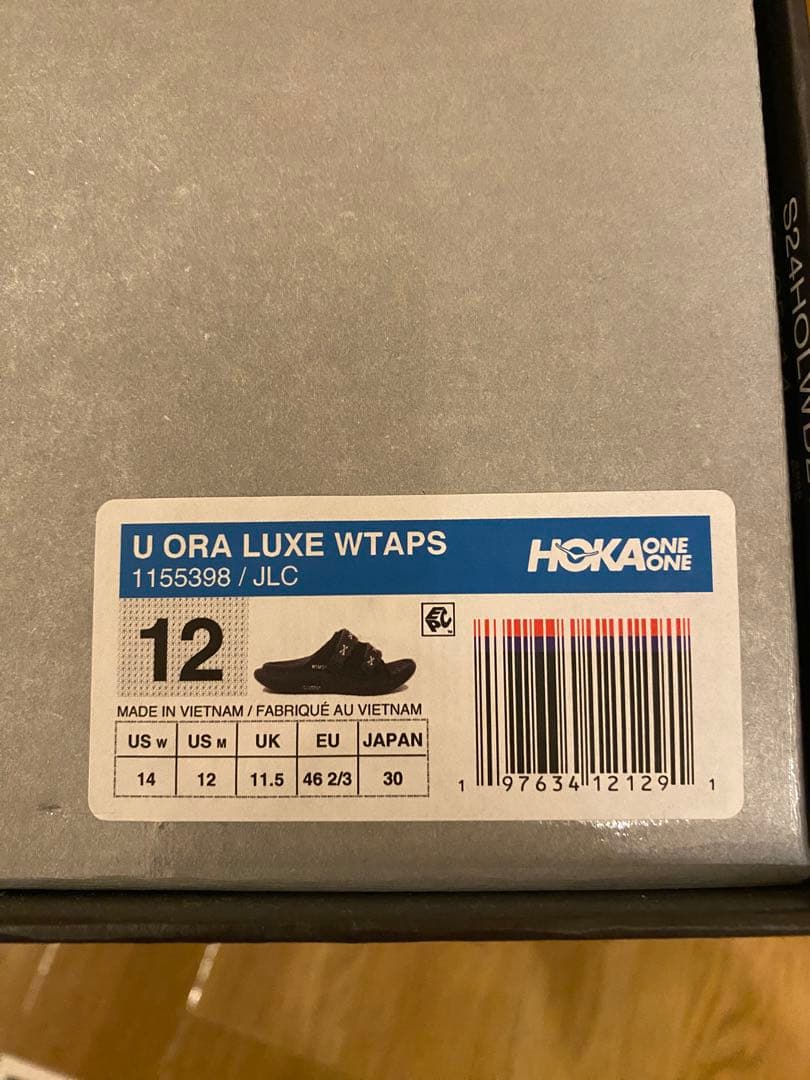 U ORA LUXE WTAPS
1155398 / JLC
HOKA ONE ONE
12
EPC
MADE IN VIETNAM / FABRIQUÉ AU VIETNAM
US W US M UK EU JAPAN
14 12 11.5 46 2/3 30
1 97634 12129 1